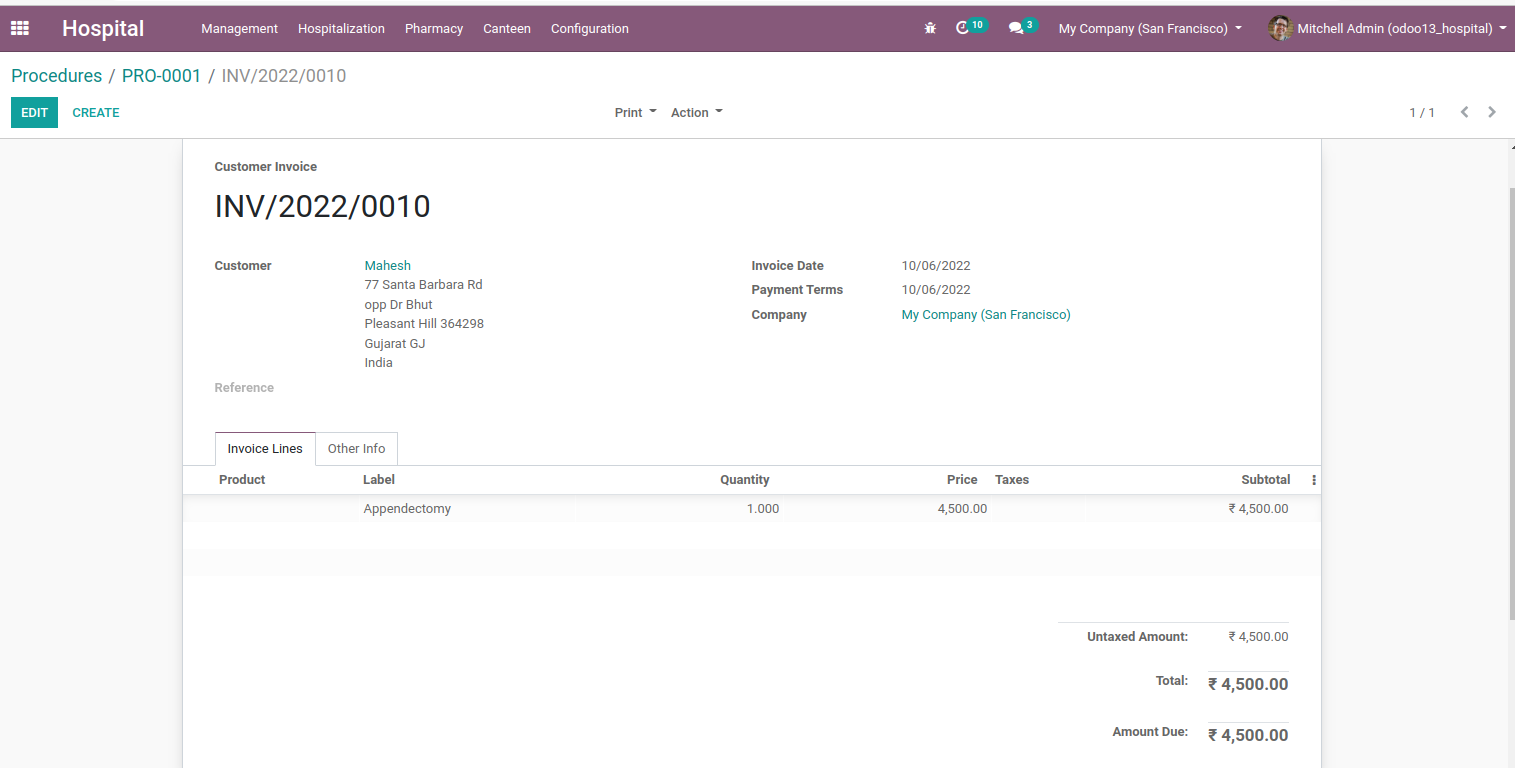 Hospital Management Hospitalization Pharmacy Canteen Configuration 10 3 My Company (San Francisco) Mitchell Admin (odoo13_hospital)
Procedures / PRO-0001 / INV/2022/0010
EDIT CREATE Print Action 1 / 1
Customer Invoice
INV/2022/0010
Customer Mahesh Invoice Date 10/06/2022
77 Santa Barbara Rd Payment Terms 10/06/2022
opp Dr Bhut Company My Company (San Francisco)
Pleasant Hill 364298
Gujarat GJ
India
Reference
Invoice Lines Other Info
Product Label Quantity Price Taxes Subtotal
Appendectomy 1.000 4,500.00 ₹ 4,500.00
Untaxed Amount: ₹ 4,500.00
Total: ₹ 4,500.00
Amount Due: ₹ 4,500.00